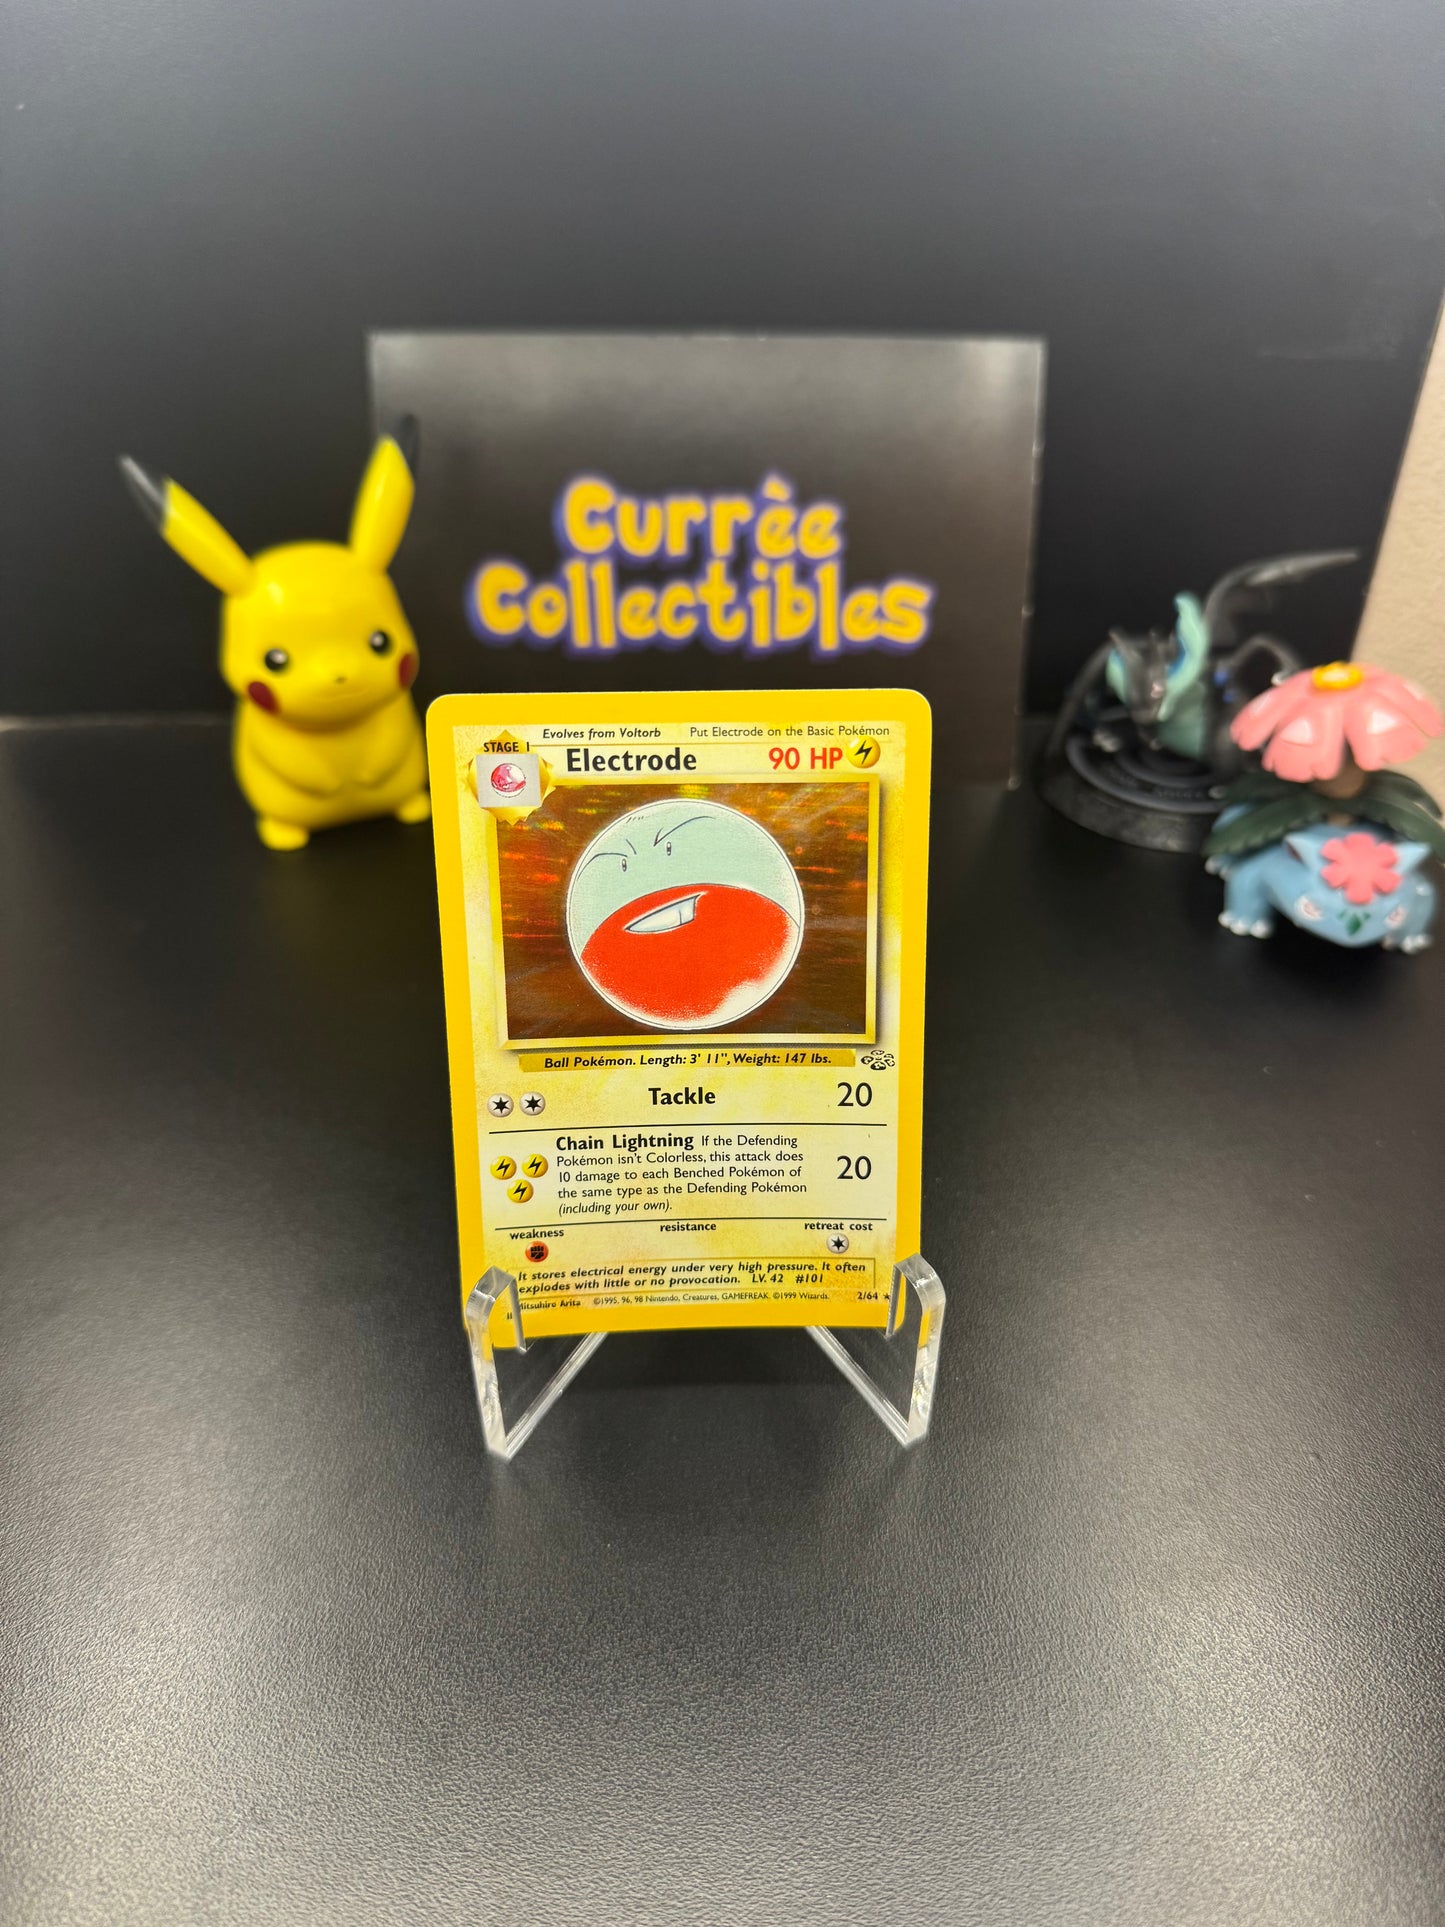 Currèe
Collectibles
Evolves from Voltorb Put Electrode on the Basic Pokémon
STAGE 1
Electrode 90 HP
Ball Pokémon. Length: 3' 11", Weight: 147 lbs.
Tackle 20
Chain Lightning If the Defending
Pokémon isn't Colorless, this attack does
10 damage to each Benched Pokémon of
the same type as the Defending Pokémon
(including your own).
20
weakness resistance retreat cost
It stores electrical energy under very high pressure. It often
explodes with little or no provocation. LV. 42 #101
Mitsuhiro Arita ©1995, 96, 98 Nintendo, Creatures, GAMEFREAK. ©1999 Wizards. 2/64 ★